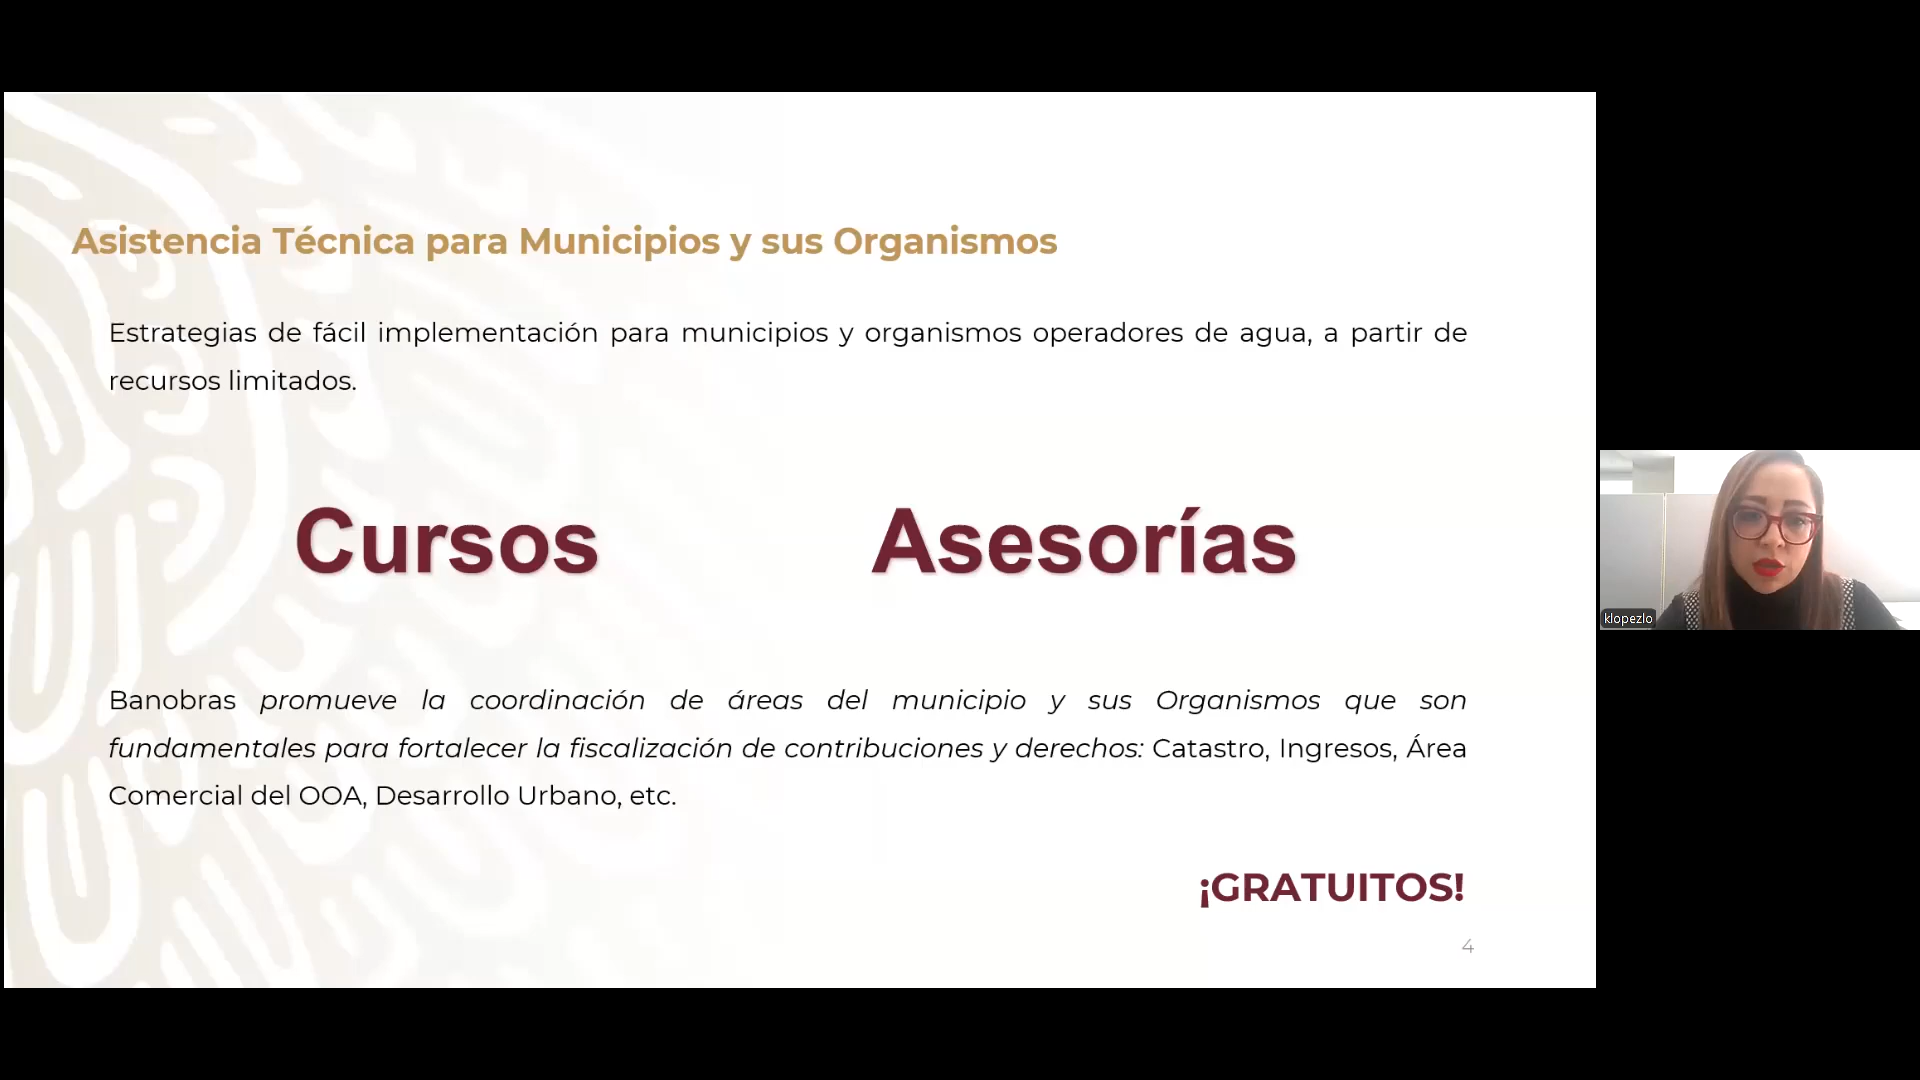 Asistencia Técnica para Municipios y sus Organismos
Estrategias de fácil implementación para municipios y organismos operadores de agua, a partir de
recursos limitados.
Cursos Asesorías
Banobras promueve la coordinación de áreas del municipio y sus Organismos que son
fundamentales para fortalecer la fiscalización de contribuciones y derechos: Catastro, Ingresos, Área
Comercial del OOA, Desarrollo Urbano, etc.
¡GRATUITOS!
4
klopezlo